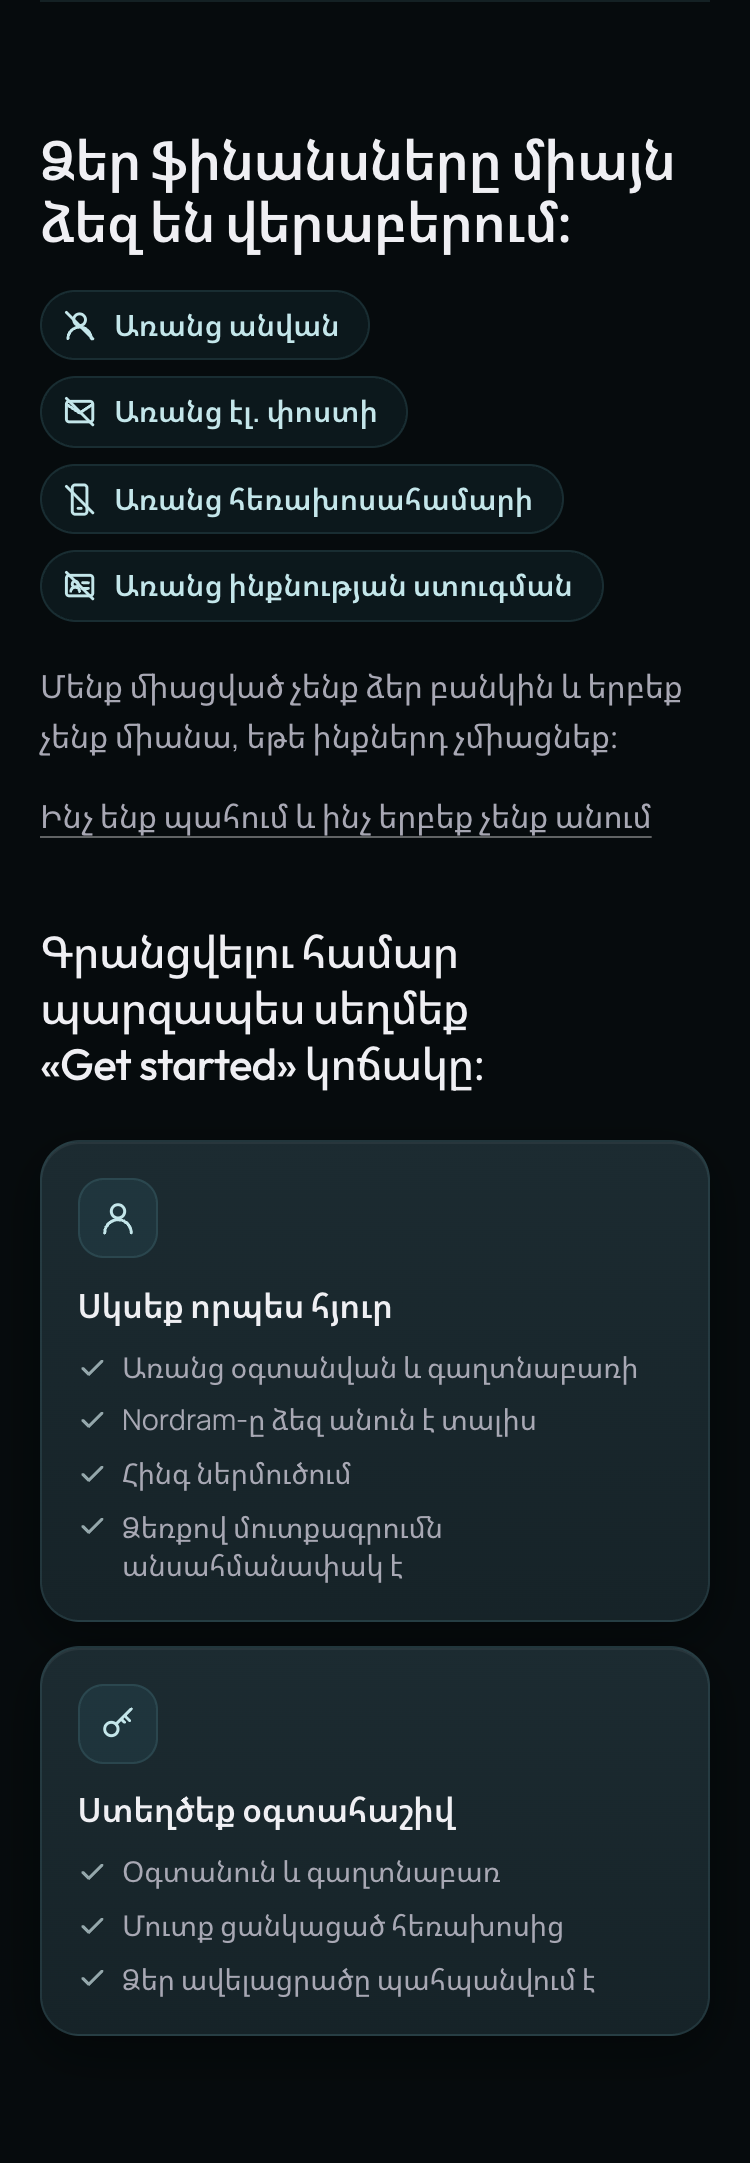 Ձեր ֆինանսները միայն
ձեզ են վերաբերում:
Առանց անվան
Առանց էլ. փոստի
Առանց հեռախոսահամարի
Առանց ինքնության ստուգման
Մենք միացված չենք ձեր բանկին և երբեք
չենք միանա, եթե ինքներդ չմիացնեք:
Ինչ ենք պահում և ինչ երբեք չենք անում
Գրանցվելու համար
պարզապես սեղմեք
«Get started» կոճակը:
Սկսեք որպես հյուր
Առանց օգտանվան և գաղտնաբառի
Nordram-ը ձեզ անուն է տալիս
Հինգ ներմուծում
Ձեռքով մուտքագրումն
անսահմանափակ է
Ստեղծեք օգտահաշիվ
Օգտանուն և գաղտնաբառ
Մուտք ցանկացած հեռախոսից
Ձեր ավելացրածը պահպանվում է